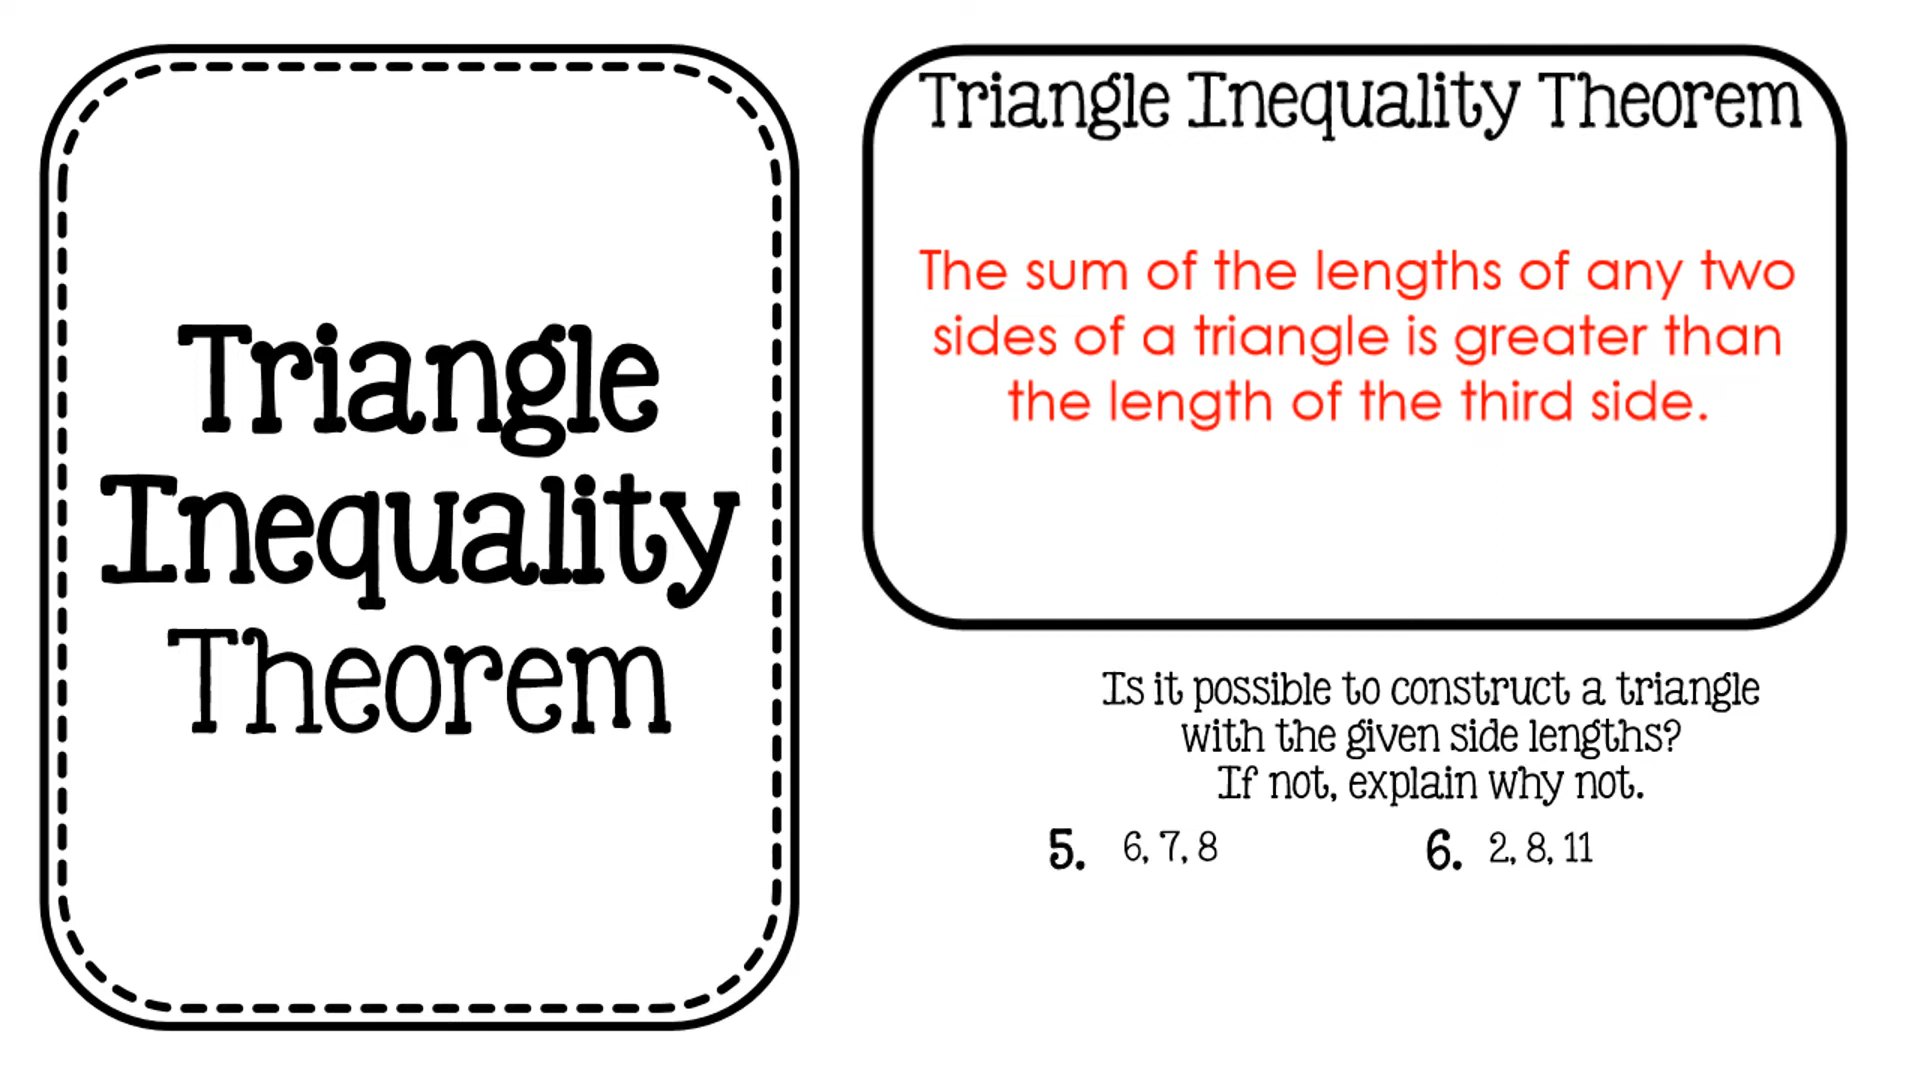 Triangle
Inequality
Theorem
Triangle Inequality Theorem
The sum of the lengths of any two
sides of a triangle is greater than
the length of the third side.
Is it possible to construct a triangle
with the given side lengths?
If not, explain why not.
5. 6, 7, 8
6. 2, 8, 11